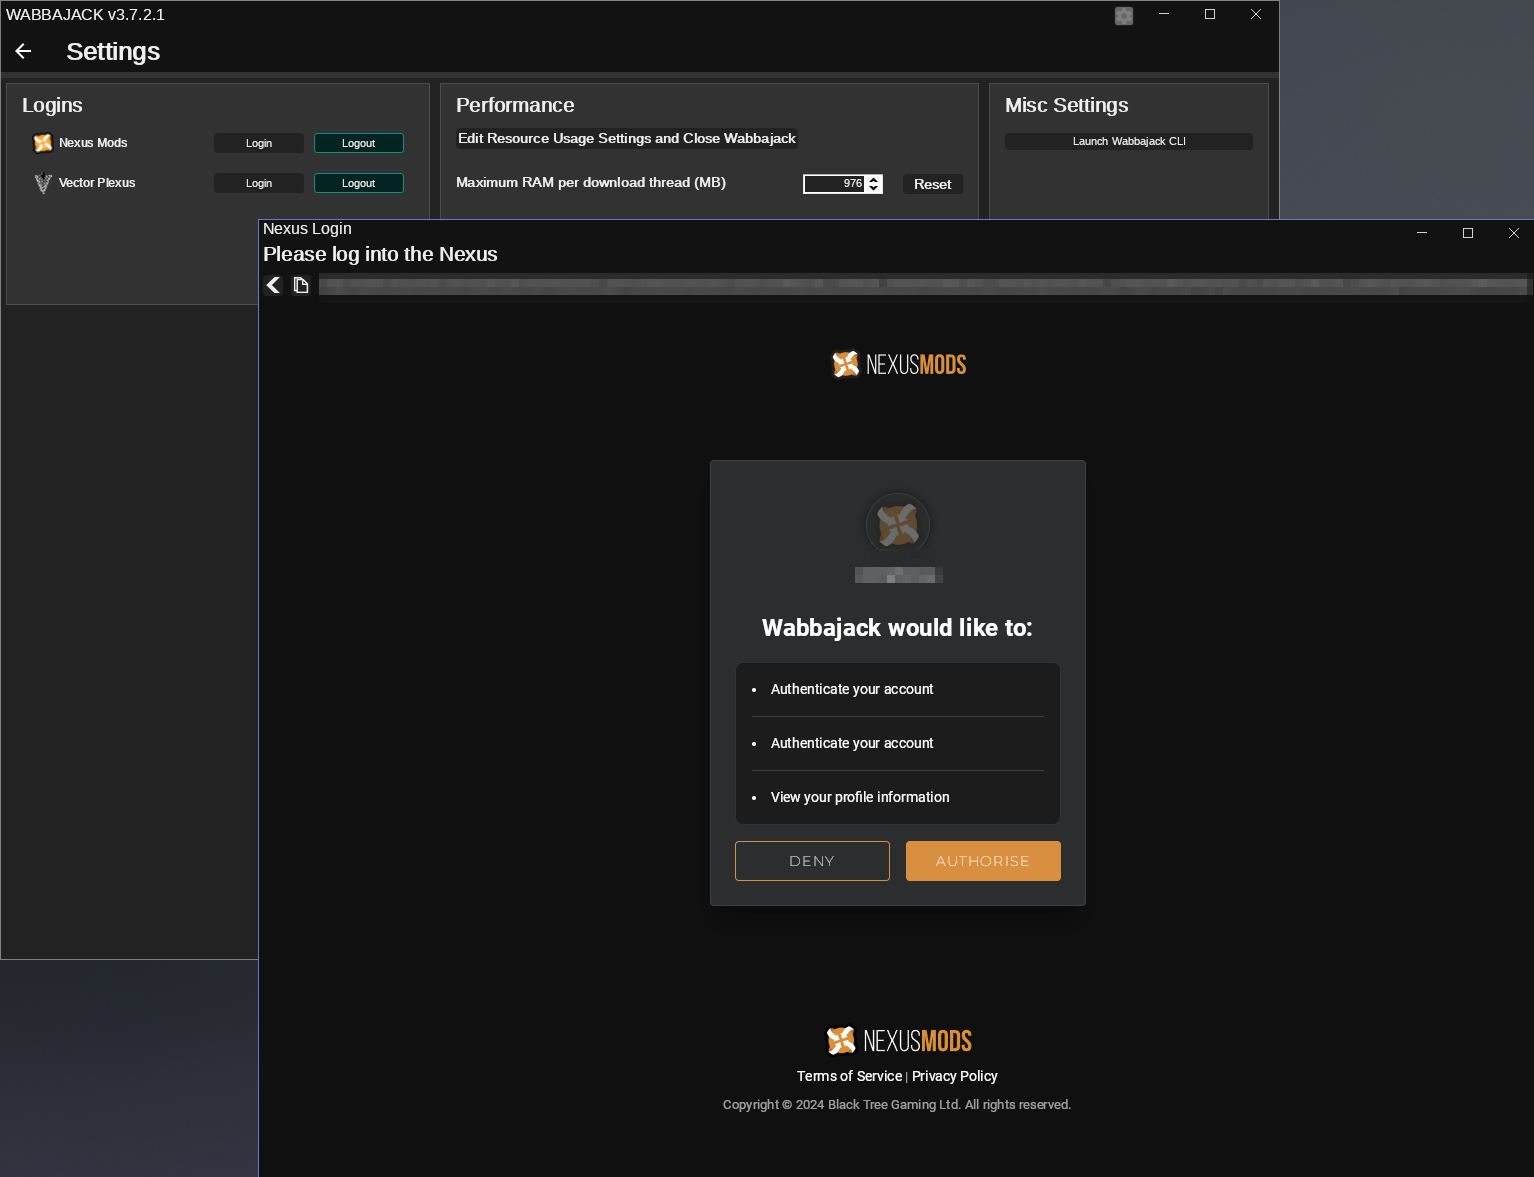 WABBAJACK v3.7.2.1
Settings
Logins
Nexus Mods
Login
Logout
Vector Plexus
Login
Logout
Performance
Edit Resource Usage Settings and Close Wabbajack
Maximum RAM per download thread (MB)
976
Reset
Misc Settings
Launch Wabbajack CLI
Nexus Login
Please log into the Nexus
NEXUSMODS
Wabbajack would like to:
• Authenticate your account
• Authenticate your account
• View your profile information
DENY
AUTHORISE
NEXUSMODS
Terms of Service | Privacy Policy
Copyright © 2024 Black Tree Gaming Ltd. All rights reserved.